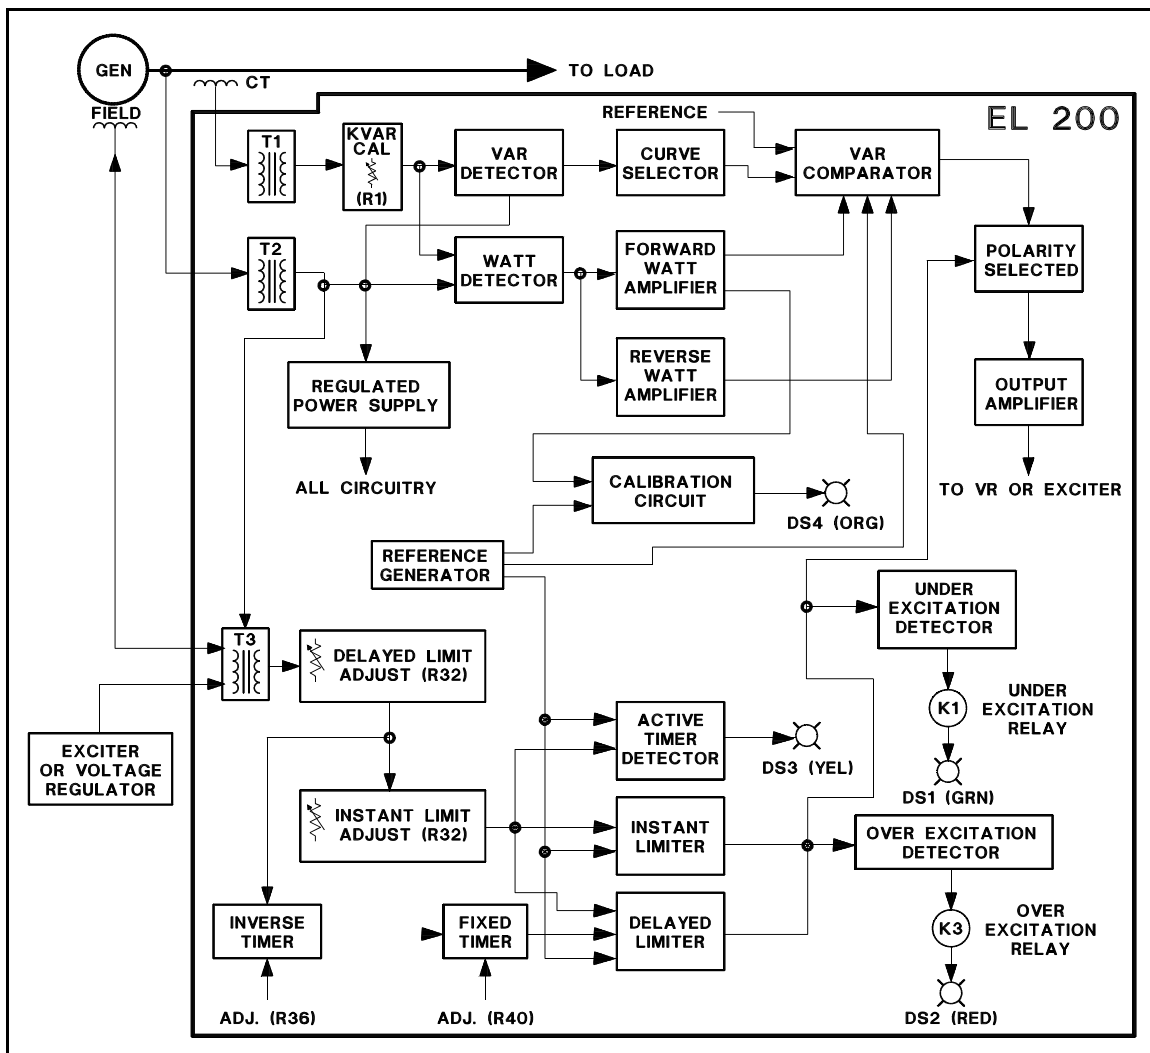 GEN
TO LOAD
CT
FIELD
EL 200
REFERENCE
T1
KVAR
CAL
(R1)
VAR
DETECTOR
CURVE
SELECTOR
VAR
COMPARATOR
T2
WATT
DETECTOR
FORWARD
WATT
AMPLIFIER
POLARITY
SELECTED
REVERSE
WATT
AMPLIFIER
REGULATED
POWER SUPPLY
OUTPUT
AMPLIFIER
ALL CIRCUITRY
CALIBRATION
CIRCUIT
DS4 (ORG)
TO VR OR EXCITER
REFERENCE
GENERATOR
UNDER
EXCITATION
DETECTOR
T3
DELAYED LIMIT
ADJUST (R32)
K1
UNDER
EXCITATION
RELAY
EXCITER
OR VOLTAGE
REGULATOR
ACTIVE
TIMER
DETECTOR
DS3 (YEL)
DS1 (GRN)
INSTANT LIMIT
ADJUST (R32)
INSTANT
LIMITER
OVER EXCITATION
DETECTOR
INVERSE
TIMER
FIXED
TIMER
DELAYED
LIMITER
K3
OVER
EXCITATION
RELAY
ADJ. (R36)
ADJ. (R40)
DS2 (RED)